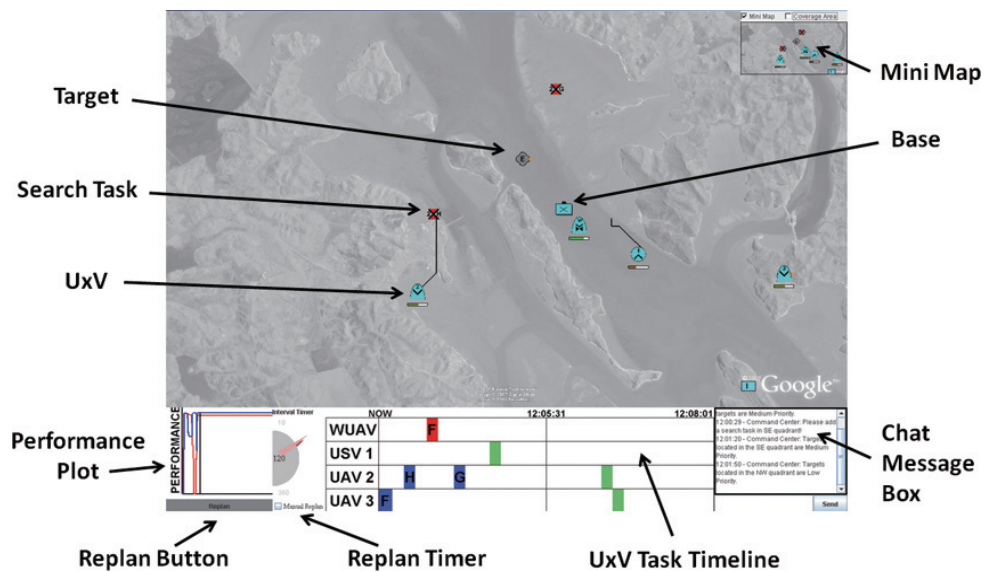 Mini Map
Coverage Area
Mini Map
Target
Base
E
Search Task
UxV
Google
PERFORMANCE
Interval Timer
10
120
360
Replan
Manual Replan
NOW
12:05:31
12:08:01
WUAV
F
USV 1
UAV 2
H
G
UAV 3
F
targets are Medium Priority.
12:08:29 - Command Center: Please add
a search task in SE quadrant!
12:01:20 - Command Center: Targets
located in the SE quadrant are Medium
Priority.
12:01:50 - Command Center: Targets
located in the NW quadrant are Low
Priority.
Send
Performance
Plot
Chat
Message
Box
Replan Button
Replan Timer
UxV Task Timeline